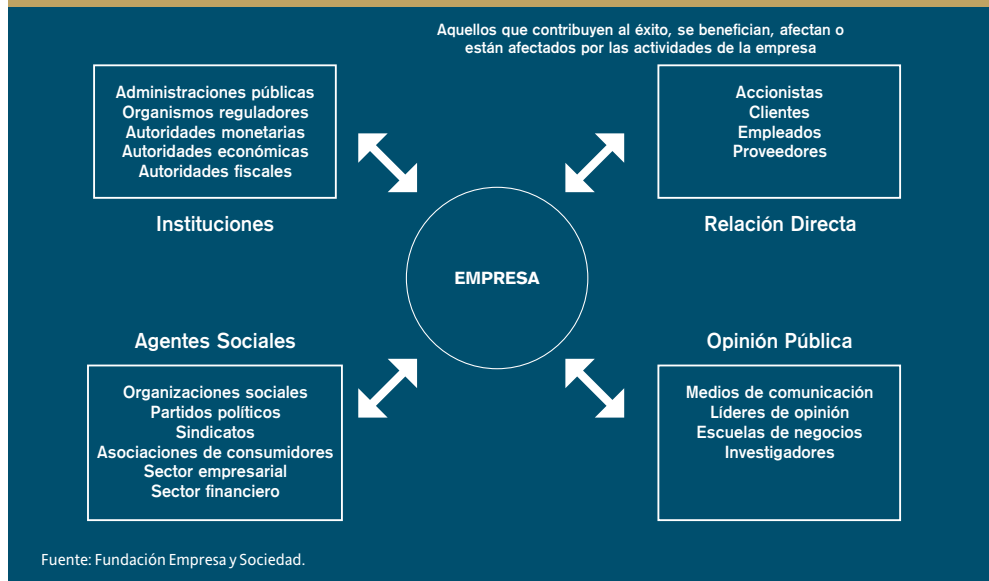 Aquellos que contribuyen al éxito, se benefician, afectan o
están afectados por las actividades de la empresa
Administraciones públicas
Organismos reguladores
Autoridades monetarias
Autoridades económicas
Autoridades fiscales
Instituciones
Accionistas
Clientes
Empleados
Proveedores
Relación Directa
EMPRESA
Agentes Sociales
Organizaciones sociales
Partidos políticos
Sindicatos
Asociaciones de consumidores
Sector empresarial
Sector financiero
Opinión Pública
Medios de comunicación
Líderes de opinión
Escuelas de negocios
Investigadores
Fuente: Fundación Empresa y Sociedad.